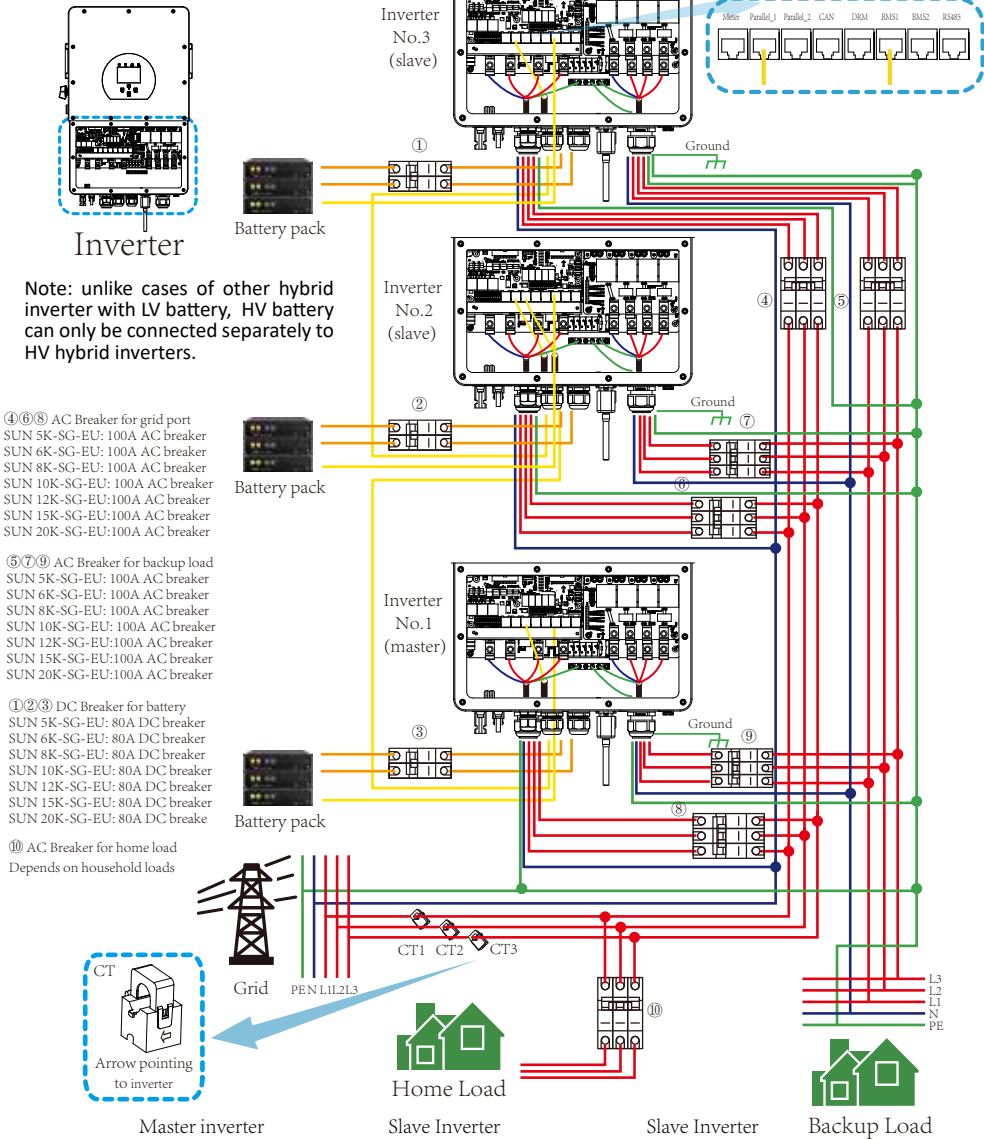 Inverter
No.3
(slave)
Meter Parallel_1 Parallel_2 CAN DRM BMS1 BMS2 RS485
①
Ground
Battery pack
Inverter
Note: unlike cases of other hybrid
inverter with LV battery, HV battery
can only be connected separately to
HV hybrid inverters.
Inverter
No.2
(slave)
④
⑤
②
Ground
⑦
Battery pack
⑥
④⑥⑧ AC Breaker for grid port
SUN 5K-SG-EU: 100A AC breaker
SUN 6K-SG-EU: 100A AC breaker
SUN 8K-SG-EU: 100A AC breaker
SUN 10K-SG-EU: 100A AC breaker
SUN 12K-SG-EU:100A AC breaker
SUN 15K-SG-EU:100A AC breaker
SUN 20K-SG-EU:100A AC breaker
⑤⑦⑨ AC Breaker for backup load
SUN 5K-SG-EU: 100A AC breaker
SUN 6K-SG-EU: 100A AC breaker
SUN 8K-SG-EU: 100A AC breaker
SUN 10K-SG-EU: 100A AC breaker
SUN 12K-SG-EU:100A AC breaker
SUN 15K-SG-EU:100A AC breaker
SUN 20K-SG-EU:100A AC breaker
①②③ DC Breaker for battery
SUN 5K-SG-EU: 80A DC breaker
SUN 6K-SG-EU: 80A DC breaker
SUN 8K-SG-EU: 80A DC breaker
SUN 10K-SG-EU: 80A DC breaker
SUN 12K-SG-EU: 80A DC breaker
SUN 15K-SG-EU: 80A DC breaker
SUN 20K-SG-EU: 80A DC breake
⑩ AC Breaker for home load
Depends on household loads
Inverter
No.1
(master)
③
Ground
⑨
Battery pack
⑧
CT1 CT2 CT3
Grid
PE N L1 L2 L3
CT
Arrow pointing
to inverter
⑩
Home Load
L3
L2
L1
N
PE
Backup Load
Master inverter
Slave Inverter
Slave Inverter